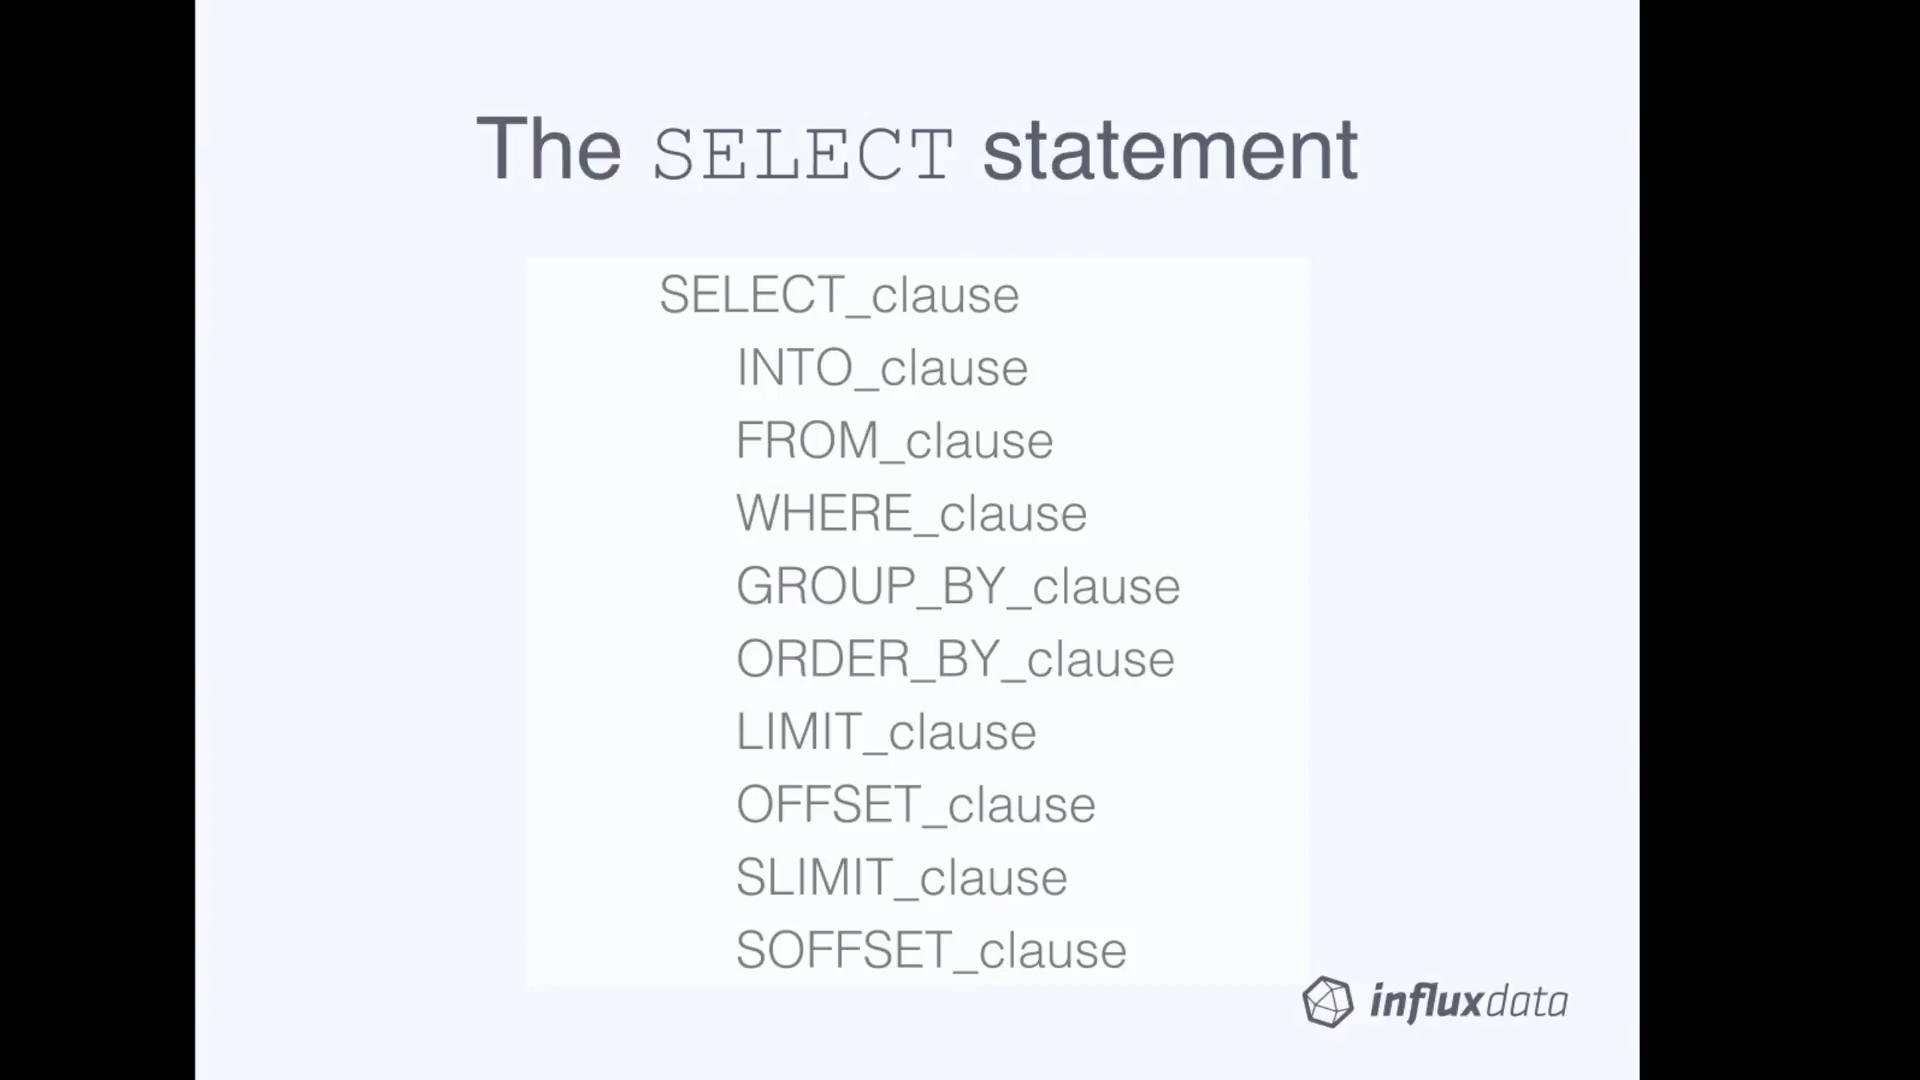 The SELECT statement
SELECT_clause
INTO_clause
FROM_clause
WHERE_clause
GROUP_BY_clause
ORDER_BY_clause
LIMIT_clause
OFFSET_clause
SLIMIT_clause
SOFFSET_clause
influxdata